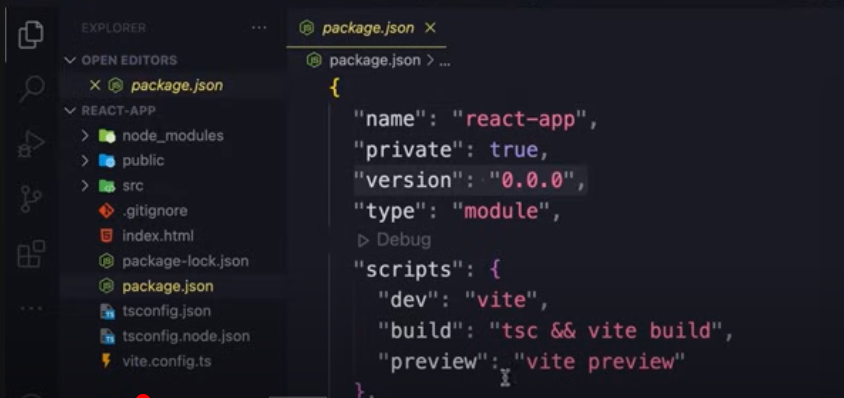 EXPLORER ...
OPEN EDITORS
package.json
REACT-APP
node_modules
public
src
.gitignore
index.html
package-lock.json
package.json
tsconfig.json
tsconfig.node.json
vite.config.ts
package.json
package.json > ...
{
"name": "react-app",
"private": true,
"version": "0.0.0",
"type": "module",
Debug
"scripts": {
"dev": "vite",
"build": "tsc && vite build",
"preview": "vite preview"
},